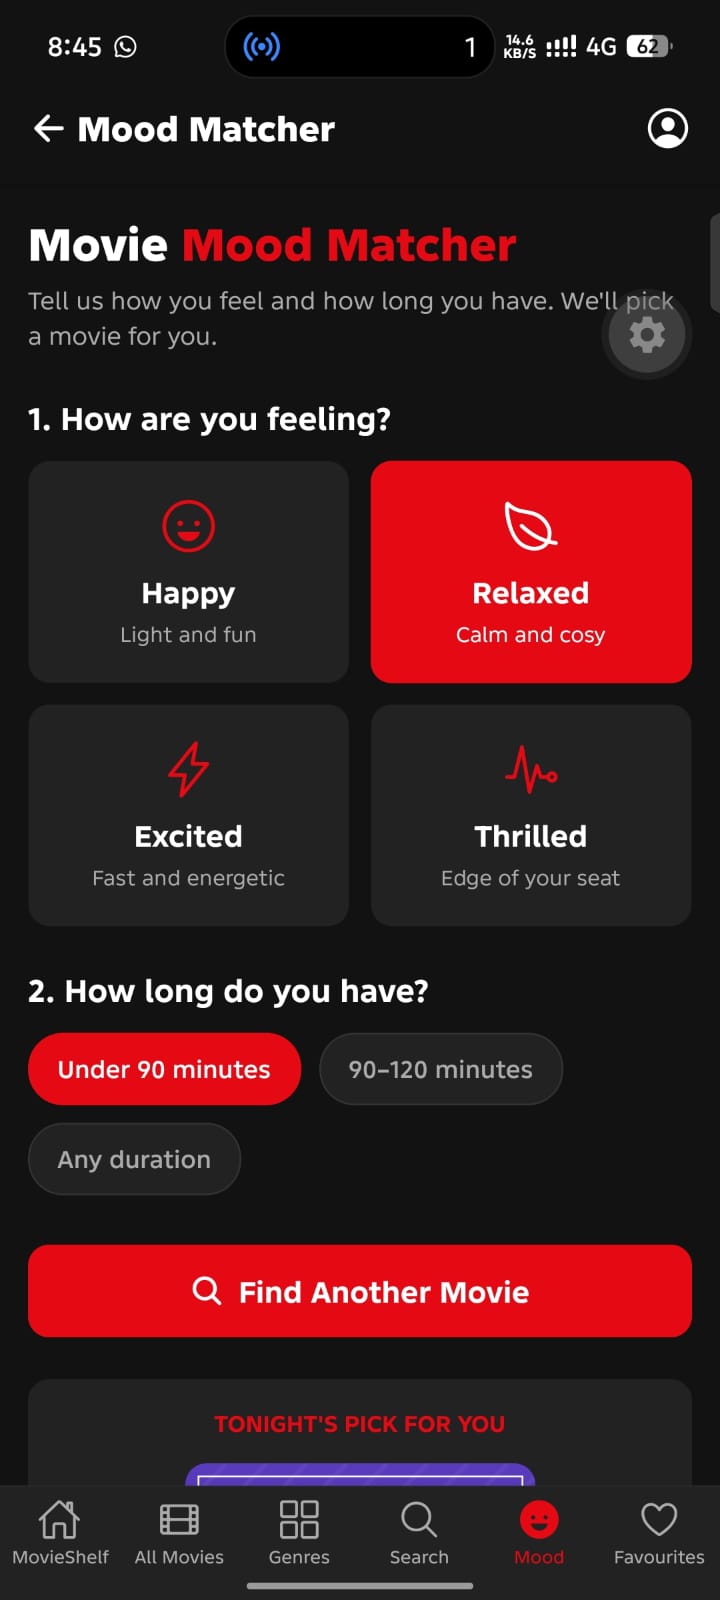 8:45
1
14.6
KB/S
4G
62
Mood Matcher
Movie Mood Matcher
Tell us how you feel and how long you have. We'll pick
a movie for you.
1. How are you feeling?
Happy
Light and fun
Relaxed
Calm and cosy
Excited
Fast and energetic
Thrilled
Edge of your seat
2. How long do you have?
Under 90 minutes
90–120 minutes
Any duration
Find Another Movie
TONIGHT'S PICK FOR YOU
MovieShelf
All Movies
Genres
Search
Mood
Favourites